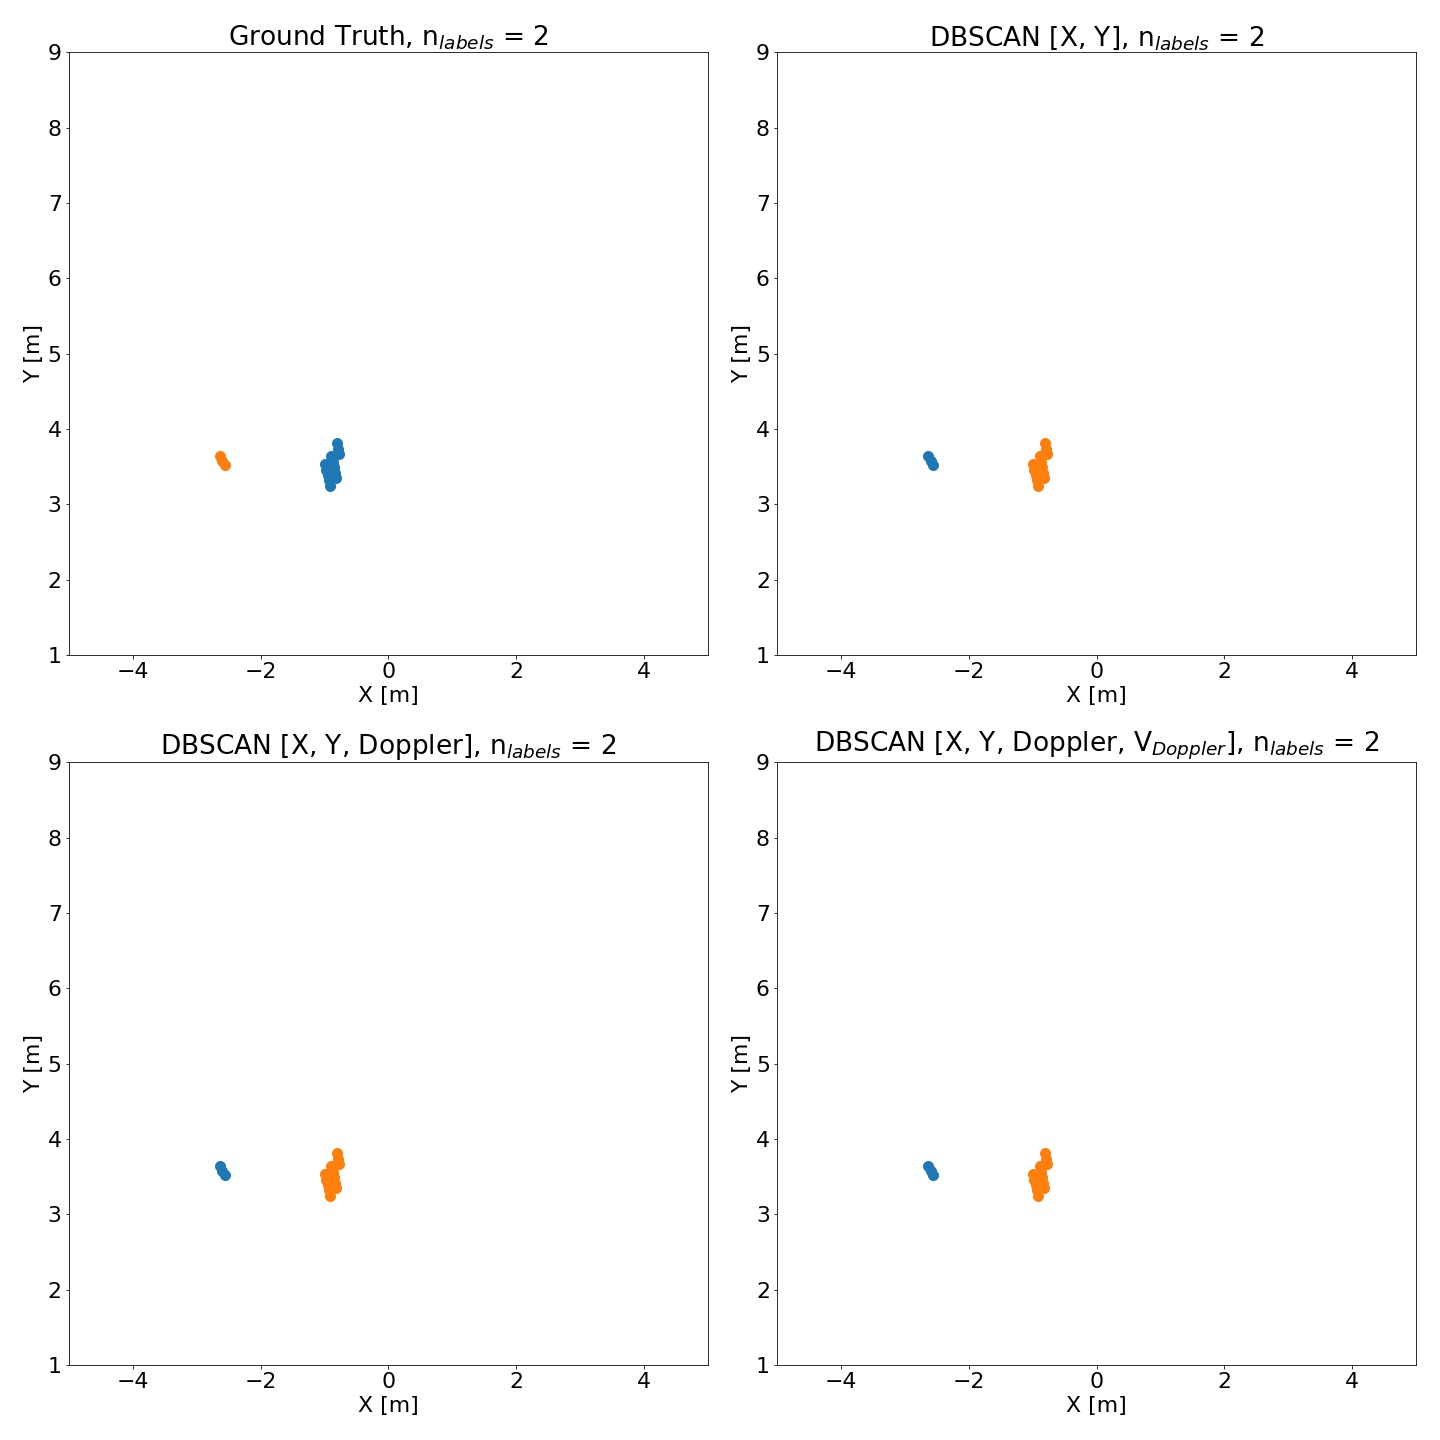 Ground Truth, n_labels = 2
9
8
7
6
5
4
3
2
1
Y [m]
−4 −2 0 2 4
X [m]
DBSCAN [X, Y], n_labels = 2
9
8
7
6
5
4
3
2
1
Y [m]
−4 −2 0 2 4
X [m]
DBSCAN [X, Y, Doppler], n_labels = 2
9
8
7
6
5
4
3
2
1
Y [m]
−4 −2 0 2 4
X [m]
DBSCAN [X, Y, Doppler, V_Doppler], n_labels = 2
9
8
7
6
5
4
3
2
1
Y [m]
−4 −2 0 2 4
X [m]